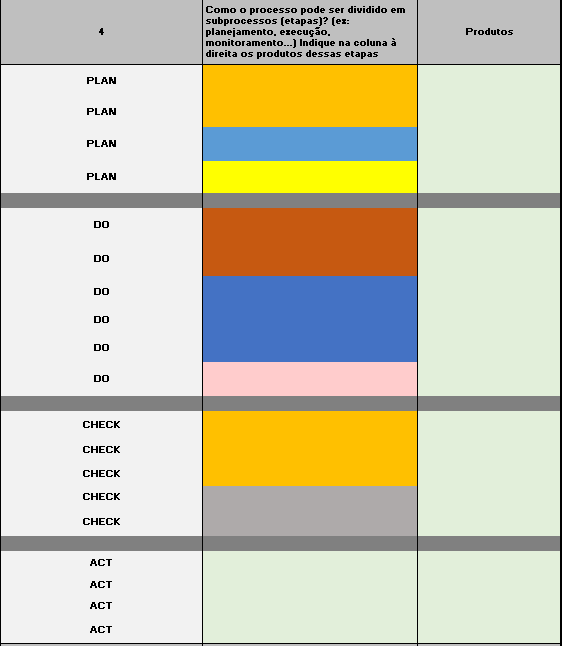 4
Como o processo pode ser dividido em
subprocessos (etapas)? (ex:
planejamento, execução,
monitoramento...) Indique na coluna à
direita os produtos dessas etapas
Produtos
PLAN
PLAN
PLAN
PLAN
DO
DO
DO
DO
DO
DO
CHECK
CHECK
CHECK
CHECK
CHECK
ACT
ACT
ACT
ACT